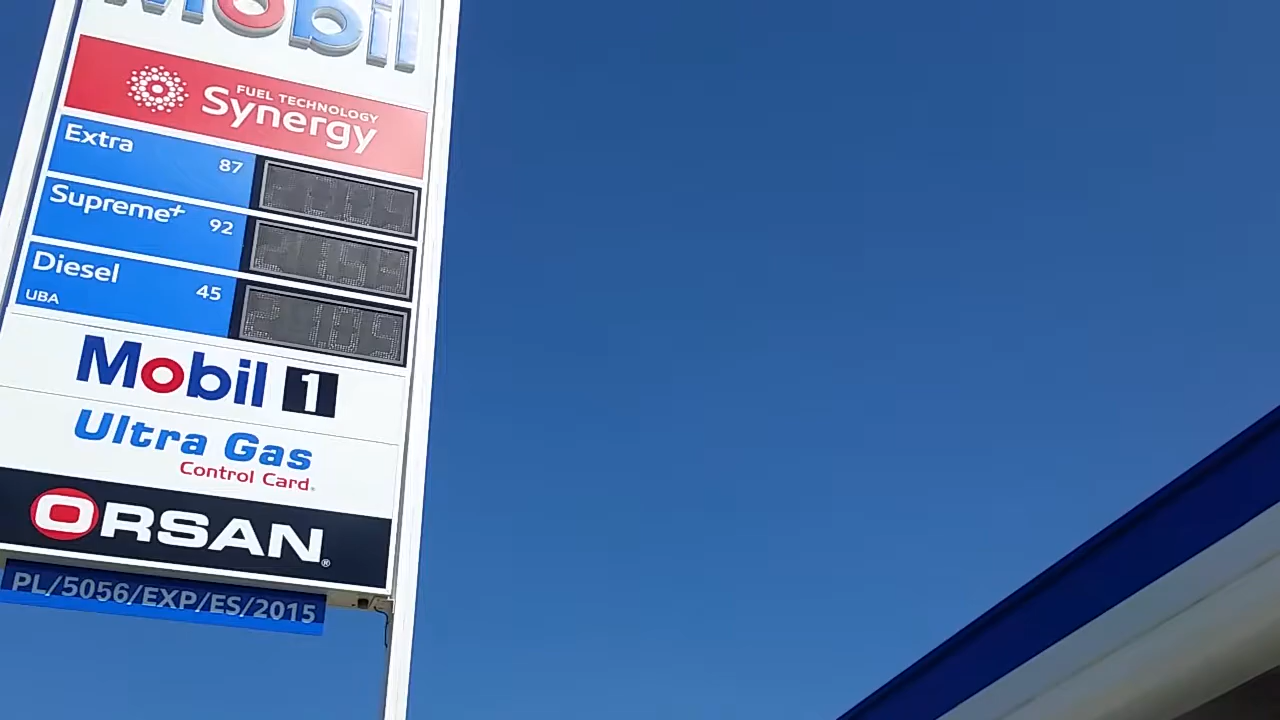 Mobil
FUEL TECHNOLOGY
Synergy
Extra 87
Supreme+ 92
Diesel 45
UBA
Mobil 1
Ultra Gas
Control Card®
ORSAN®
PL/5056/EXP/ES/2015